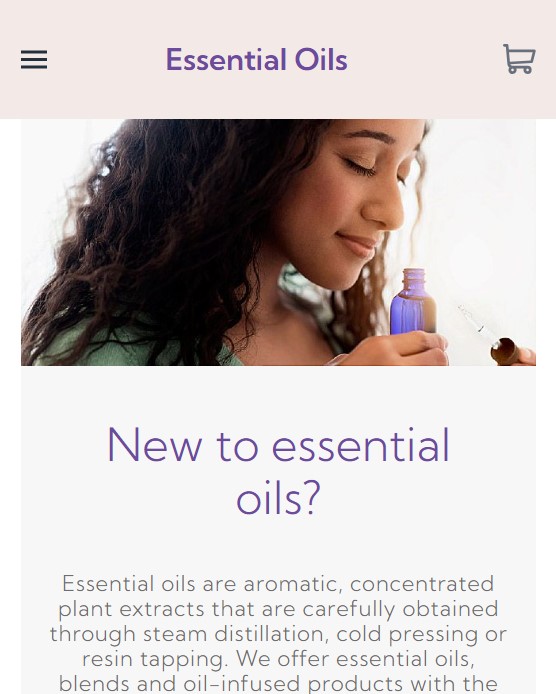 Essential Oils
New to essential
oils?
Essential oils are aromatic, concentrated
plant extracts that are carefully obtained
through steam distillation, cold pressing or
resin tapping. We offer essential oils,
blends and oil-infused products with the